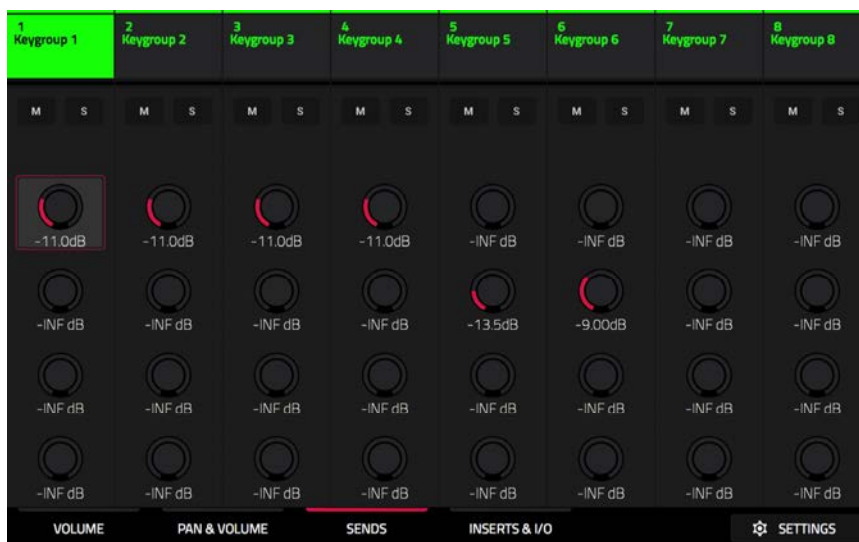 1 2 3 4 5 6 7 8
Keygroup 1 Keygroup 2 Keygroup 3 Keygroup 4 Keygroup 5 Keygroup 6 Keygroup 7 Keygroup 8
M S M S M S M S M S M S M S M S
-11.0dB -11.0dB -11.0dB -11.0dB -INF dB -INF dB -INF dB -INF dB
-INF dB -INF dB -INF dB -INF dB -13.5dB -9.00dB -INF dB -INF dB
-INF dB -INF dB -INF dB -INF dB -INF dB -INF dB -INF dB -INF dB
-INF dB -INF dB -INF dB -INF dB -INF dB -INF dB -INF dB -INF dB
VOLUME PAN & VOLUME SENDS INSERTS & I/O SETTINGS